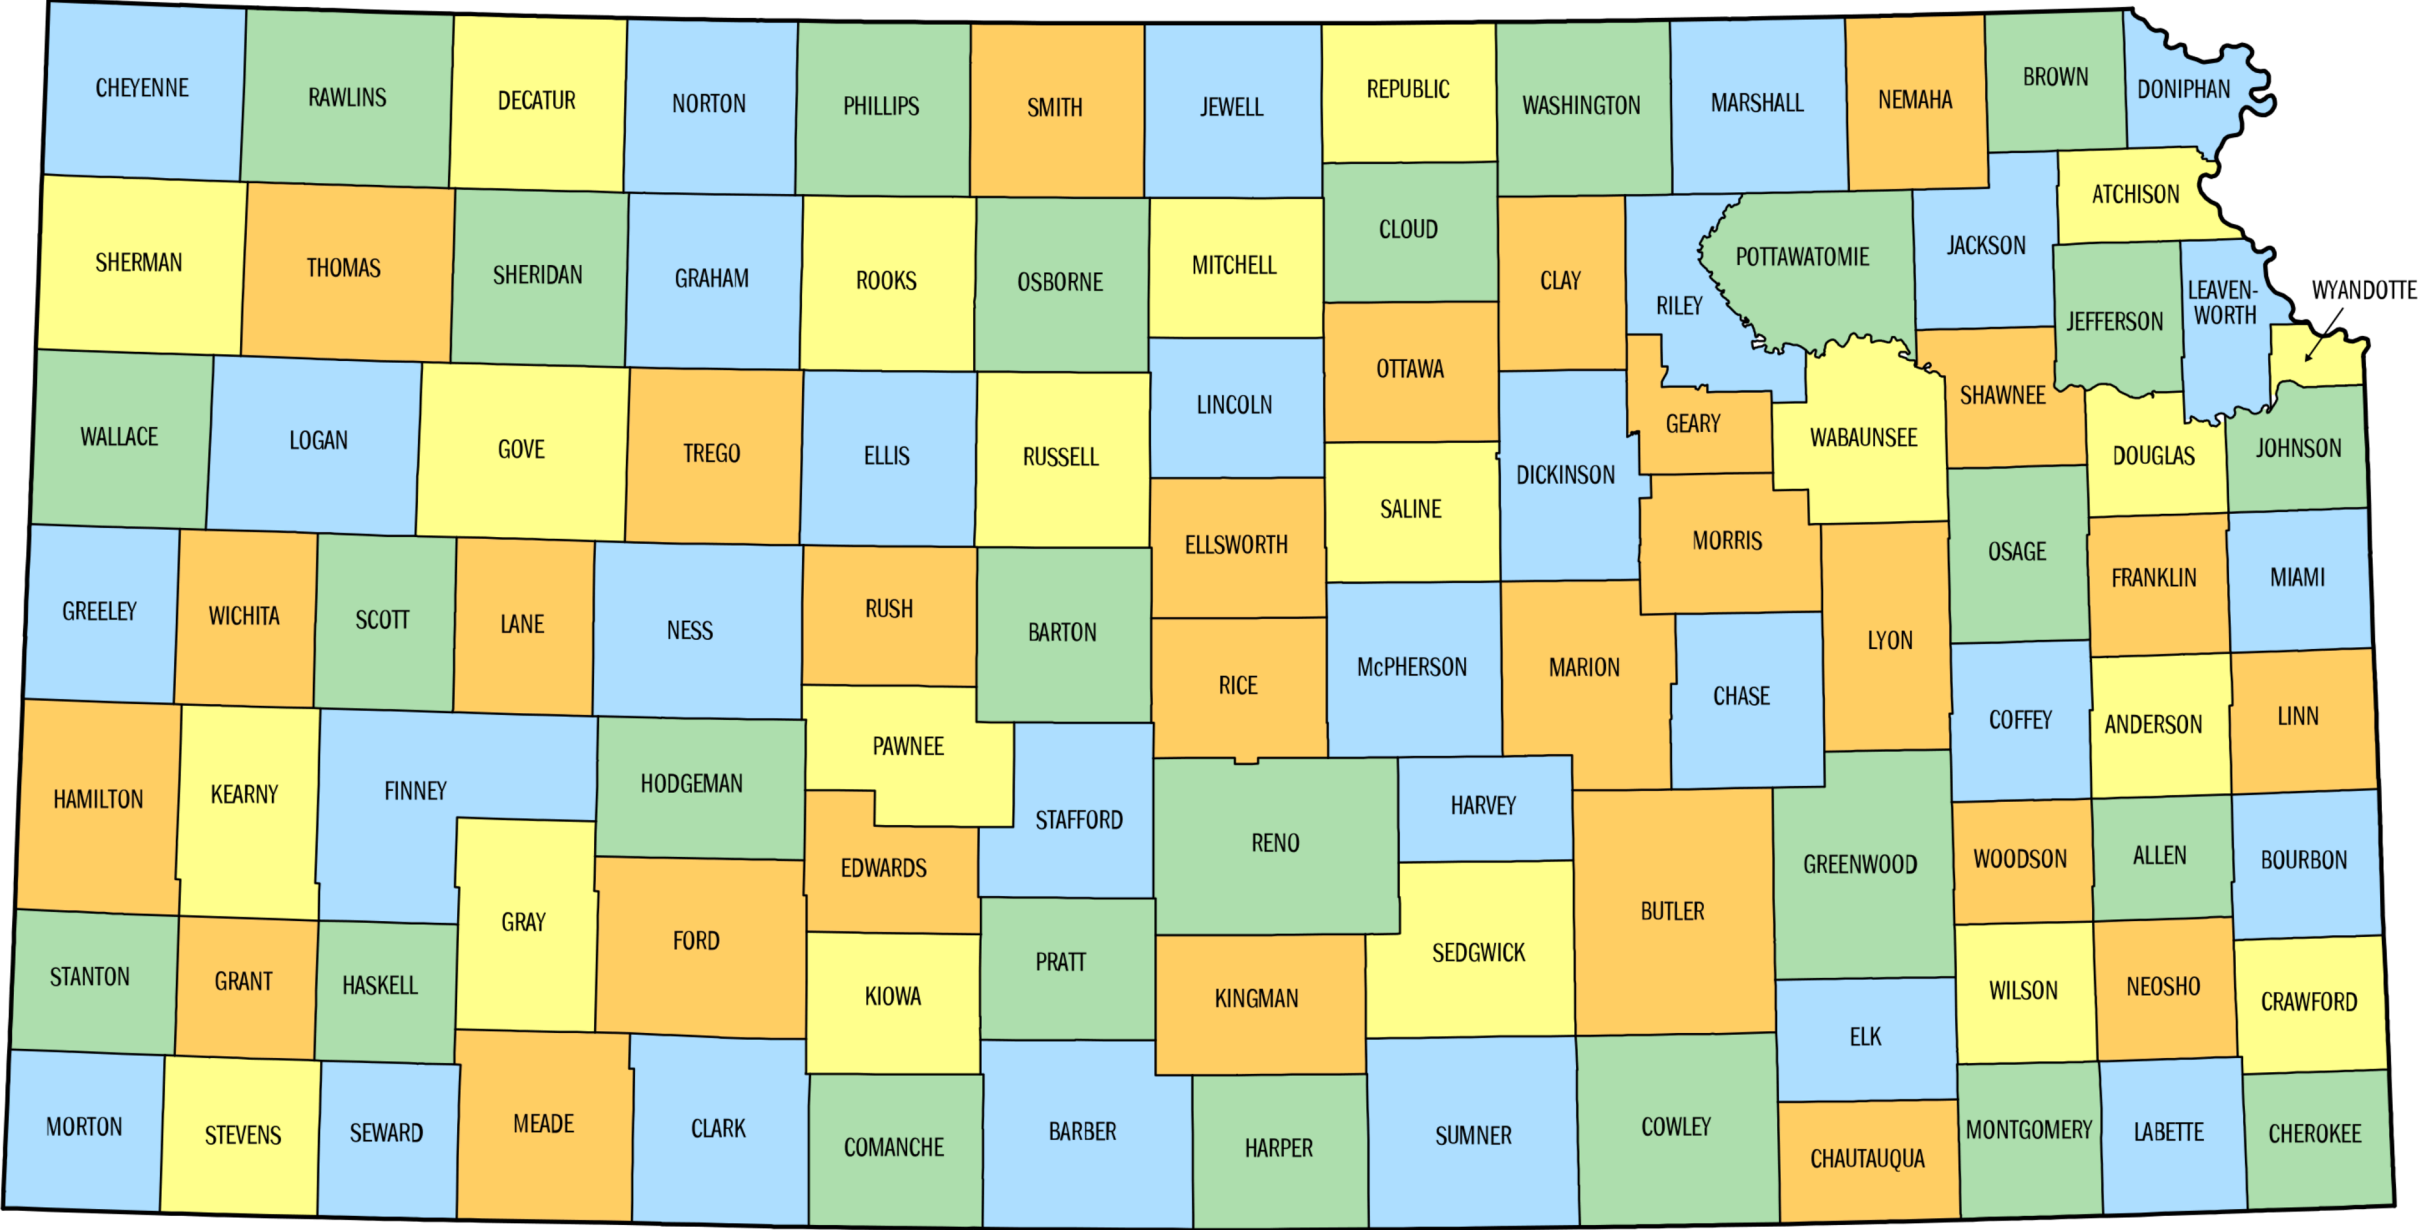 CHEYENNE
RAWLINS
DECATUR
NORTON
PHILLIPS
SMITH
JEWELL
REPUBLIC
WASHINGTON
MARSHALL
NEMAHA
BROWN
DONIPHAN
SHERMAN
THOMAS
SHERIDAN
GRAHAM
ROOKS
OSBORNE
MITCHELL
CLOUD
CLAY
RILEY
POTTAWATOMIE
JACKSON
ATCHISON
JEFFERSON
LEAVEN-
WORTH
WYANDOTTE
WALLACE
LOGAN
GOVE
TREGO
ELLIS
RUSSELL
LINCOLN
OTTAWA
SALINE
DICKINSON
GEARY
WABAUNSEE
SHAWNEE
DOUGLAS
JOHNSON
GREELEY
WICHITA
SCOTT
LANE
NESS
RUSH
BARTON
ELLSWORTH
RICE
McPHERSON
MARION
MORRIS
CHASE
LYON
OSAGE
FRANKLIN
MIAMI
COFFEY
ANDERSON
LINN
HAMILTON
KEARNY
FINNEY
HODGEMAN
PAWNEE
STAFFORD
EDWARDS
RENO
HARVEY
BUTLER
GREENWOOD
WOODSON
ALLEN
BOURBON
STANTON
GRANT
HASKELL
GRAY
FORD
KIOWA
PRATT
KINGMAN
SEDGWICK
ELK
WILSON
NEOSHO
CRAWFORD
MORTON
STEVENS
SEWARD
MEADE
CLARK
COMANCHE
BARBER
HARPER
SUMNER
COWLEY
CHAUTAUQUA
MONTGOMERY
LABETTE
CHEROKEE